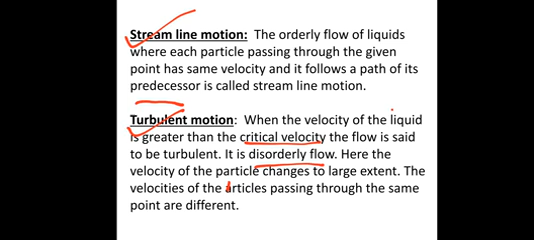 Stream line motion: The orderly flow of liquids
where each particle passing through the given
point has same velocity and it follows a path of its
predecessor is called stream line motion.
Turbulent motion: When the velocity of the liquid
is greater than the critical velocity the flow is said
to be turbulent. It is disorderly flow. Here the
velocity of the particle changes to large extent. The
velocities of the articles passing through the same
point are different.